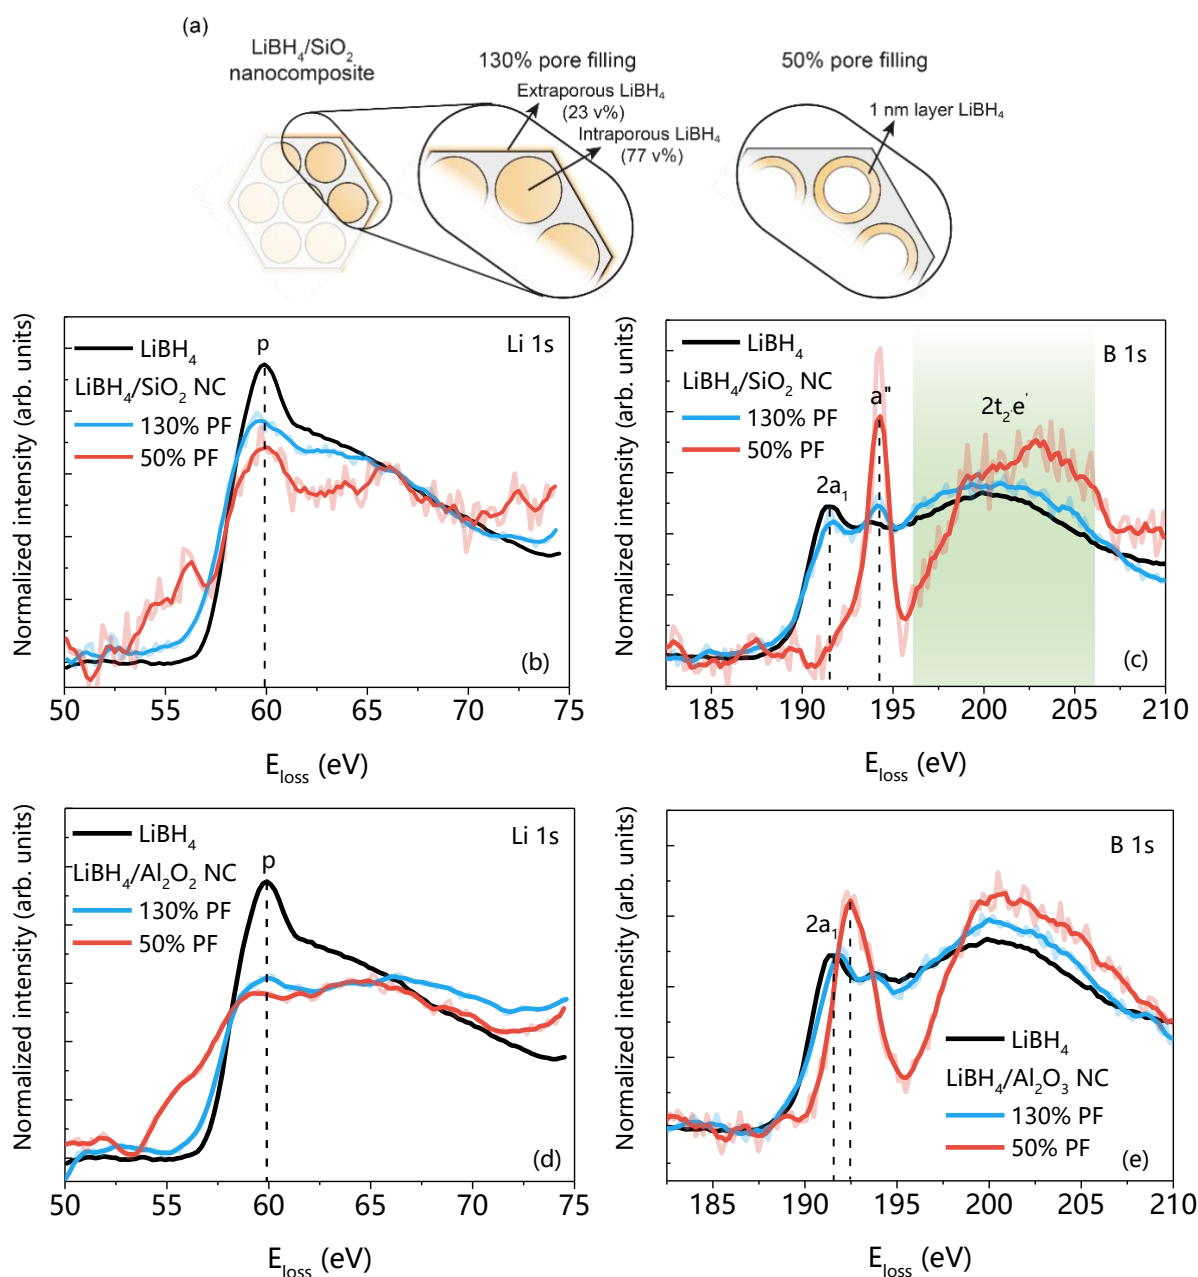 (a)
LiBH₄/SiO₂
nanocomposite
130% pore filling
50% pore filling
Extraporous LiBH₄
(23 v%)
Intraporous LiBH₄
(77 v%)
1 nm layer LiBH₄
Normalized intensity (arb. units)
LiBH₄
LiBH₄/SiO₂ NC
130% PF
50% PF
p
Li 1s
(b)
50 55 60 65 70 75
E_loss (eV)
Normalized intensity (arb. units)
LiBH₄
LiBH₄/SiO₂ NC
130% PF
50% PF
2a₁
a"
2t₂e'
B 1s
(c)
185 190 195 200 205 210
E_loss (eV)
Normalized intensity (arb. units)
LiBH₄
LiBH₄/Al₂O₂ NC
130% PF
50% PF
p
Li 1s
(d)
50 55 60 65 70 75
E_loss (eV)
Normalized intensity (arb. units)
2a₁
B 1s
LiBH₄
LiBH₄/Al₂O₃ NC
130% PF
50% PF
(e)
185 190 195 200 205 210
E_loss (eV)